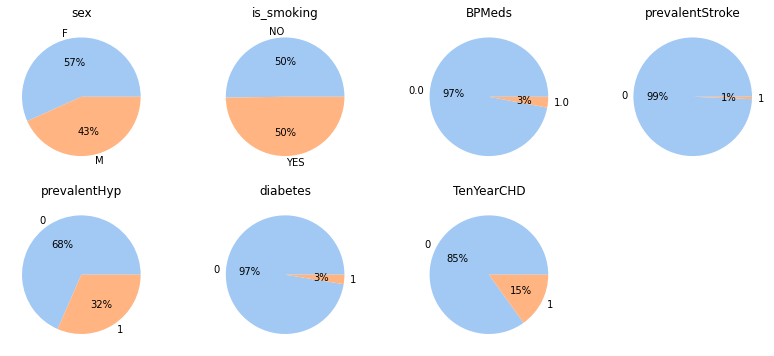 sex
is_smoking
BPMeds
prevalentStroke
F
57%
43%
M
NO
50%
50%
YES
0.0
97%
3%
1.0
0
99%
1%
1
prevalentHyp
diabetes
TenYearCHD
0
68%
32%
1
0
97%
3%
1
0
85%
15%
1